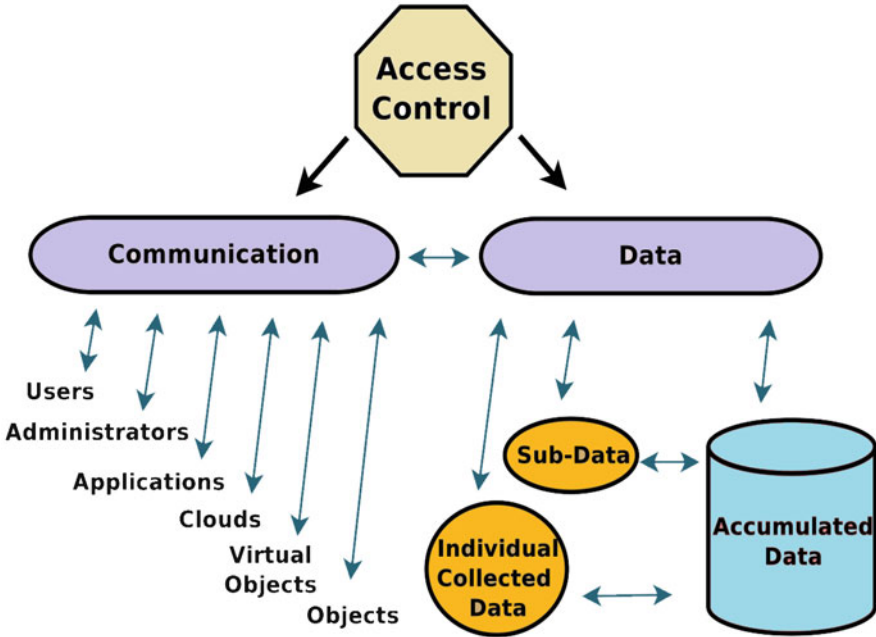 Access
Control
Communication
Data
Users
Administrators
Applications
Clouds
Virtual
Objects
Objects
Sub-Data
Individual
Collected
Data
Accumulated
Data